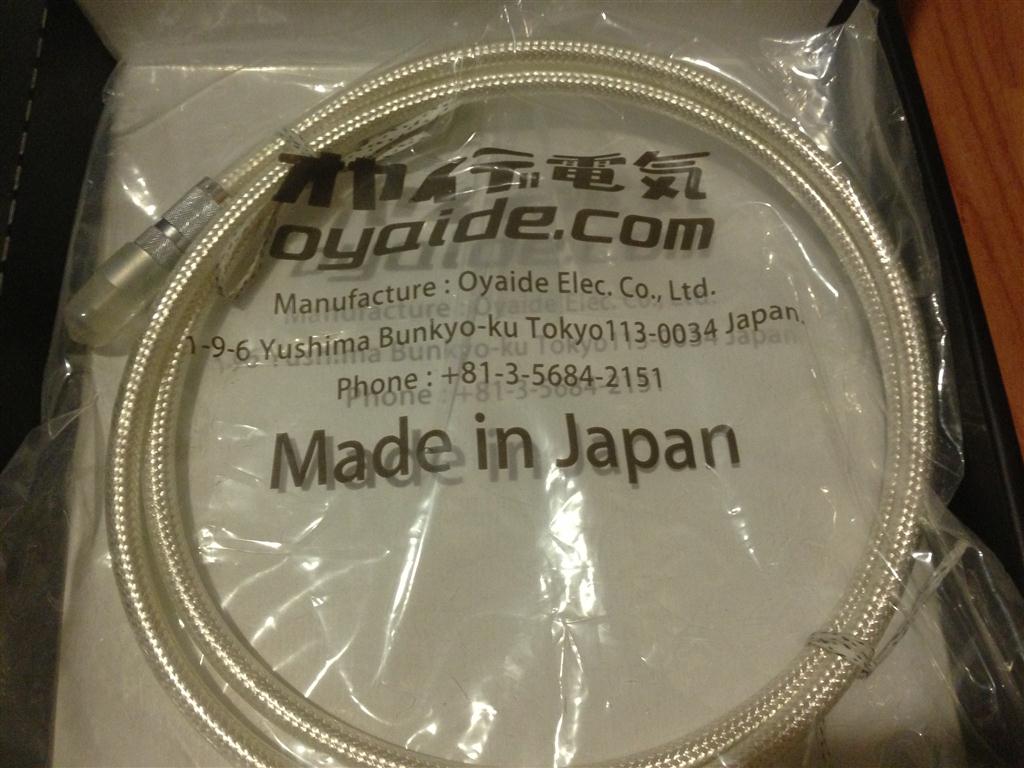 オヤイデ電気
oyaide.com
Manufacture : Oyaide Elec. Co., Ltd.
1-9-6 Yushima Bunkyo-ku Tokyo113-0034 Japan.
Phone : +81-3-5684-2151
Made in Japan